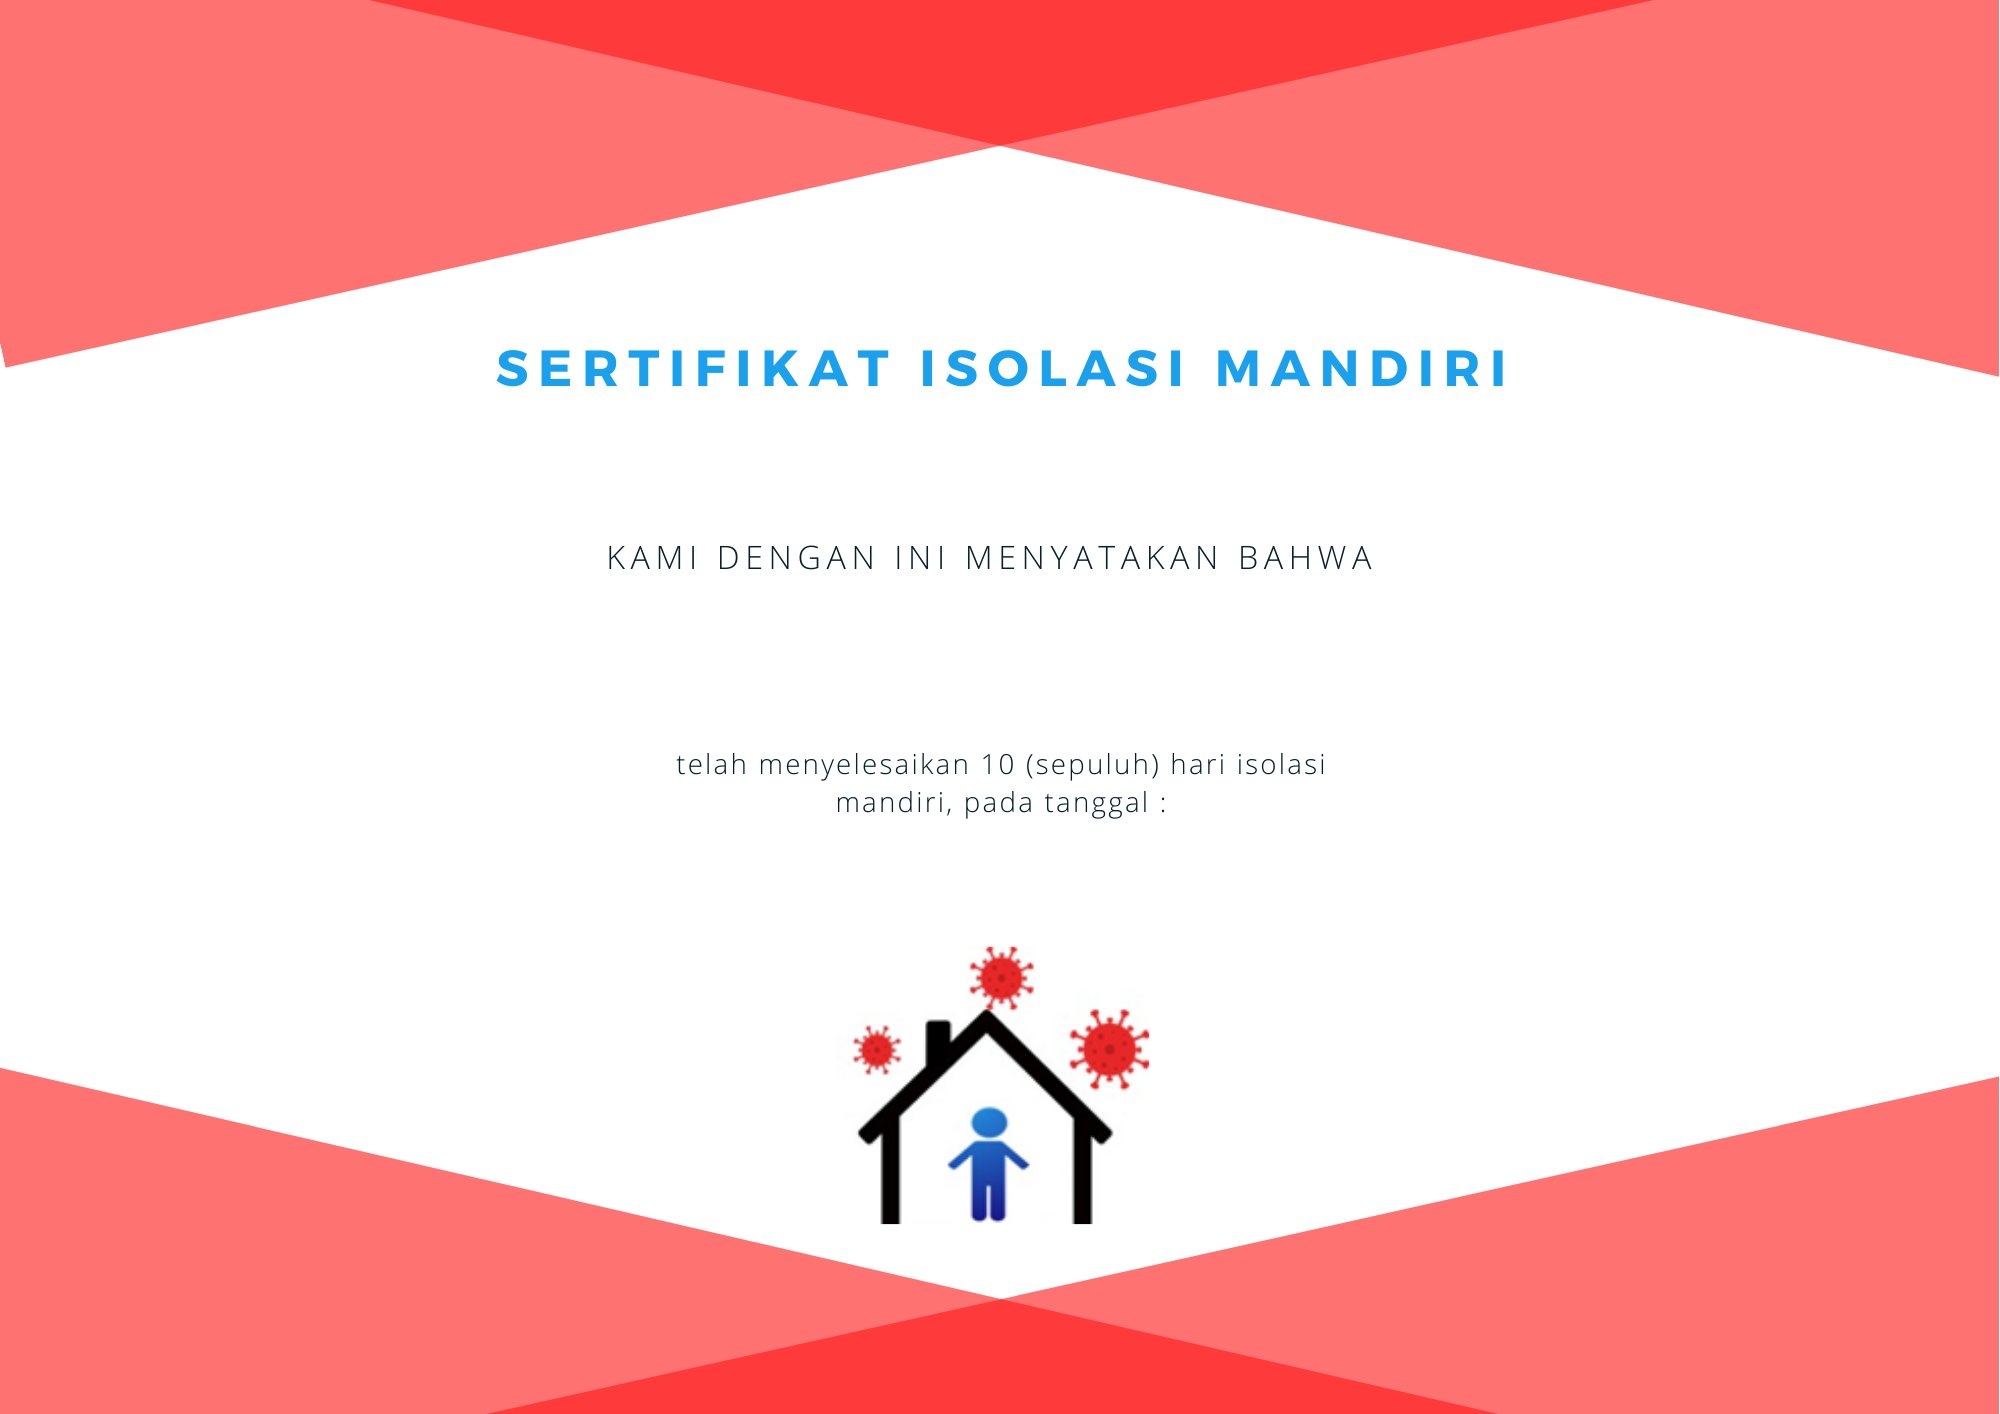 SERTIFIKAT ISOLASI MANDIRI
KAMI DENGAN INI MENYATAKAN BAHWA
telah menyelesaikan 10 (sepuluh) hari isolasi
mandiri, pada tanggal :